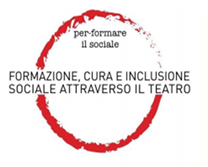 per-formare
il sociale
FORMAZIONE, CURA E INCLUSIONE
SOCIALE ATTRAVERSO IL TEATRO